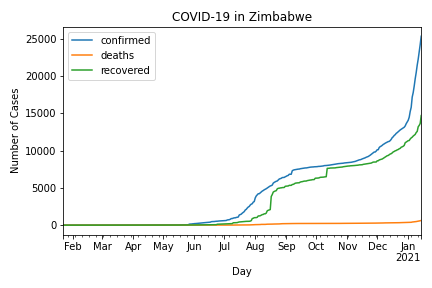 COVID-19 in Zimbabwe
confirmed
deaths
recovered
25000
20000
15000
10000
5000
0
Number of Cases
Feb Mar Apr May Jun Jul Aug Sep Oct Nov Dec Jan
2021
Day